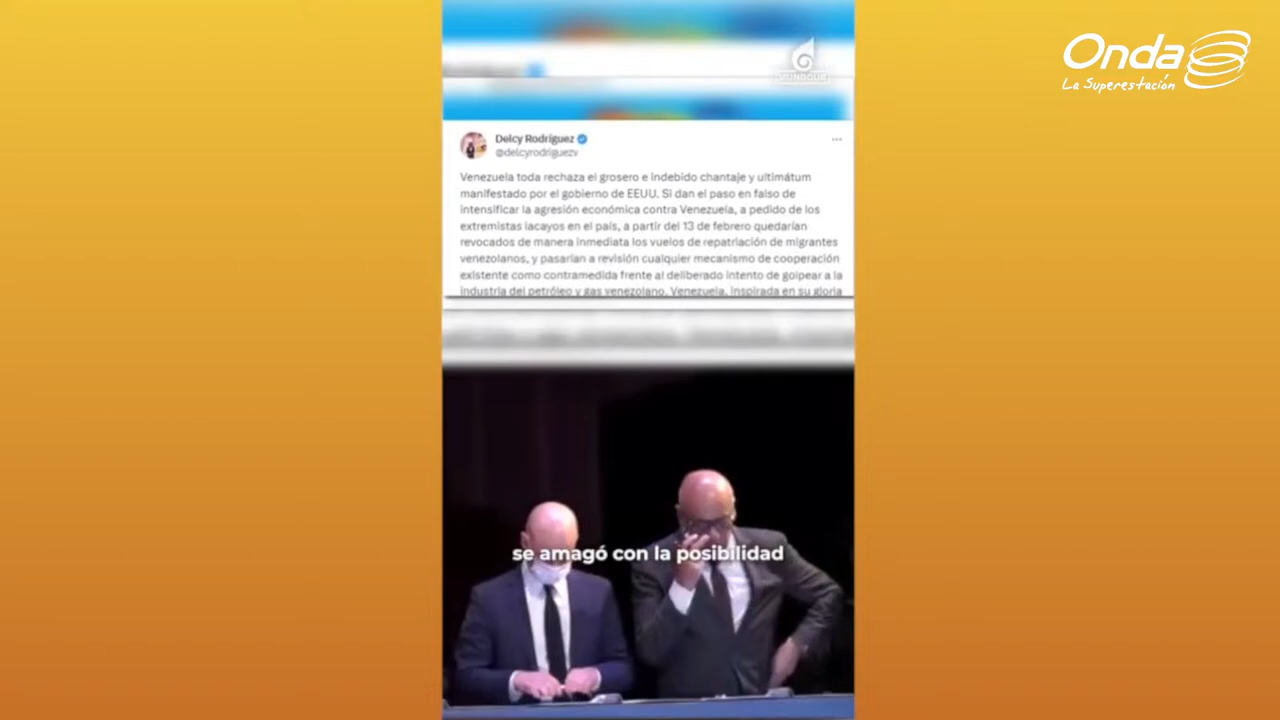 Onda
La Superestación
MUNDOUR
Delcy Rodríguez
@delcyrodriguezv
Venezuela toda rechaza el grosero e indebido chantaje y ultimátum
manifestado por el gobierno de EEUU. Si dan el paso en falso de
intensificar la agresión económica contra Venezuela, a pedido de los
extremistas lacayos en el país, a partir del 13 de febrero quedarían
revocados de manera inmediata los vuelos de repatriación de migrantes
venezolanos, y pasarían a revisión cualquier mecanismo de cooperación
existente como contramedida frente al deliberado intento de golpear a la
industria del petróleo y gas venezolano. Venezuela, inspirada en su gloria
se amagó con la posibilidad